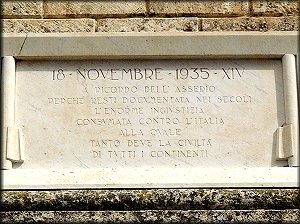 18 - NOVEMBRE - 1935 - XIV
A RICORDO DELL' ASSEDIO
PERCHÈ RESTI DOCUMENTATA NEI SECOLI
L'ENORME INGIUSTIZIA
CONSUMATA CONTRO L'ITALIA
ALLA QUALE
TANTO DEVE LA CIVILTÀ
DI TUTTI I CONTINENTI